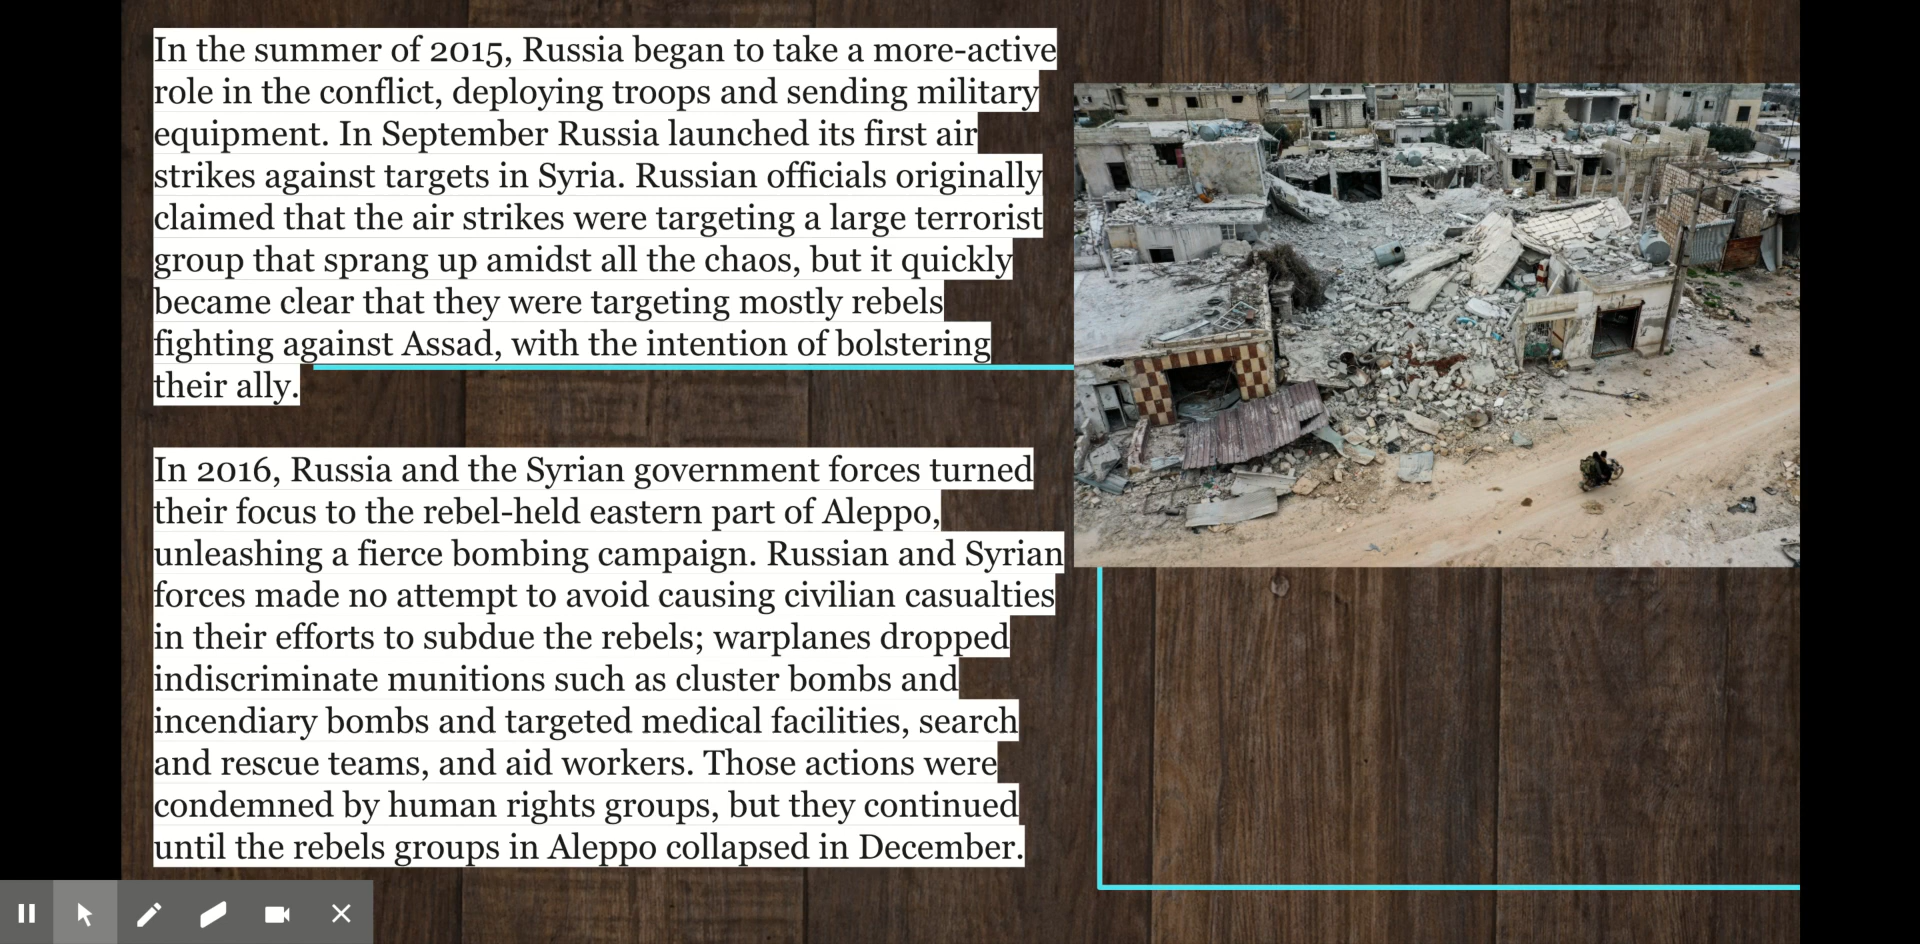 In the summer of 2015, Russia began to take a more-active
role in the conflict, deploying troops and sending military
equipment. In September Russia launched its first air
strikes against targets in Syria. Russian officials originally
claimed that the air strikes were targeting a large terrorist
group that sprang up amidst all the chaos, but it quickly
became clear that they were targeting mostly rebels
fighting against Assad, with the intention of bolstering
their ally.
In 2016, Russia and the Syrian government forces turned
their focus to the rebel-held eastern part of Aleppo,
unleashing a fierce bombing campaign. Russian and Syrian
forces made no attempt to avoid causing civilian casualties
in their efforts to subdue the rebels; warplanes dropped
indiscriminate munitions such as cluster bombs and
incendiary bombs and targeted medical facilities, search
and rescue teams, and aid workers. Those actions were
condemned by human rights groups, but they continued
until the rebels groups in Aleppo collapsed in December.